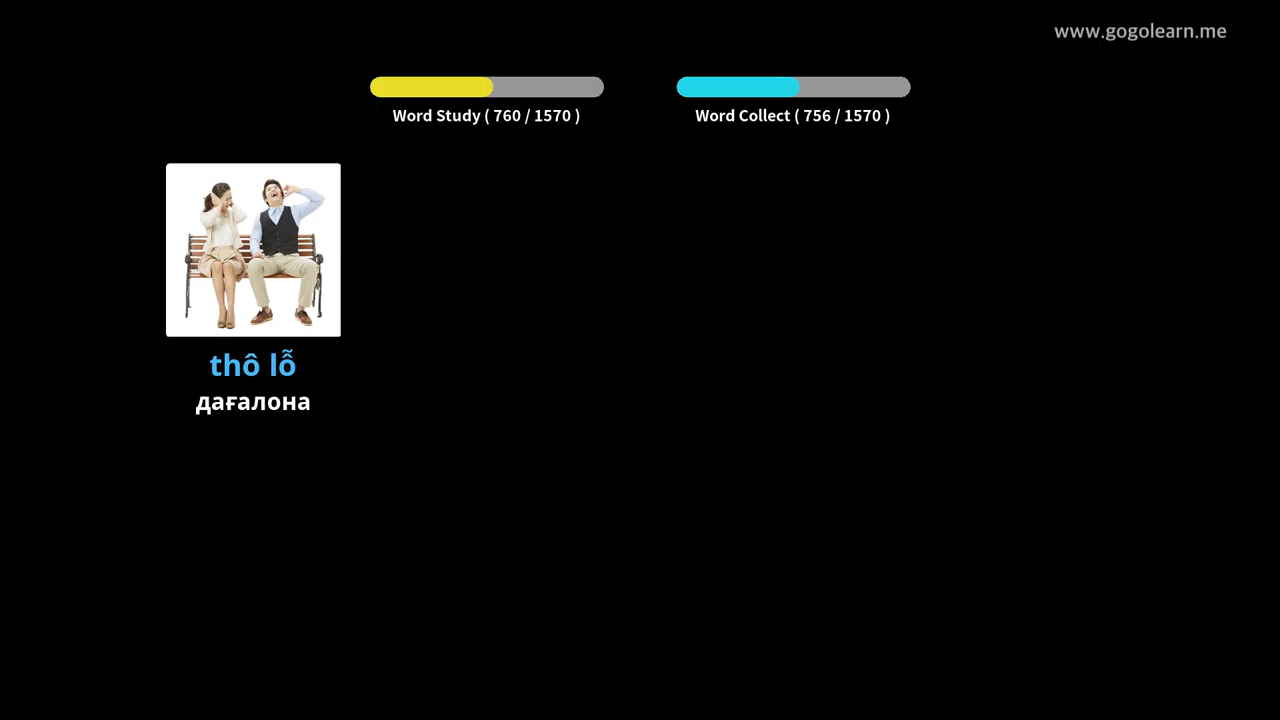 www.gogolearn.me
Word Study ( 760 / 1570 )
Word Collect ( 756 / 1570 )
thô lỗ
дағалона